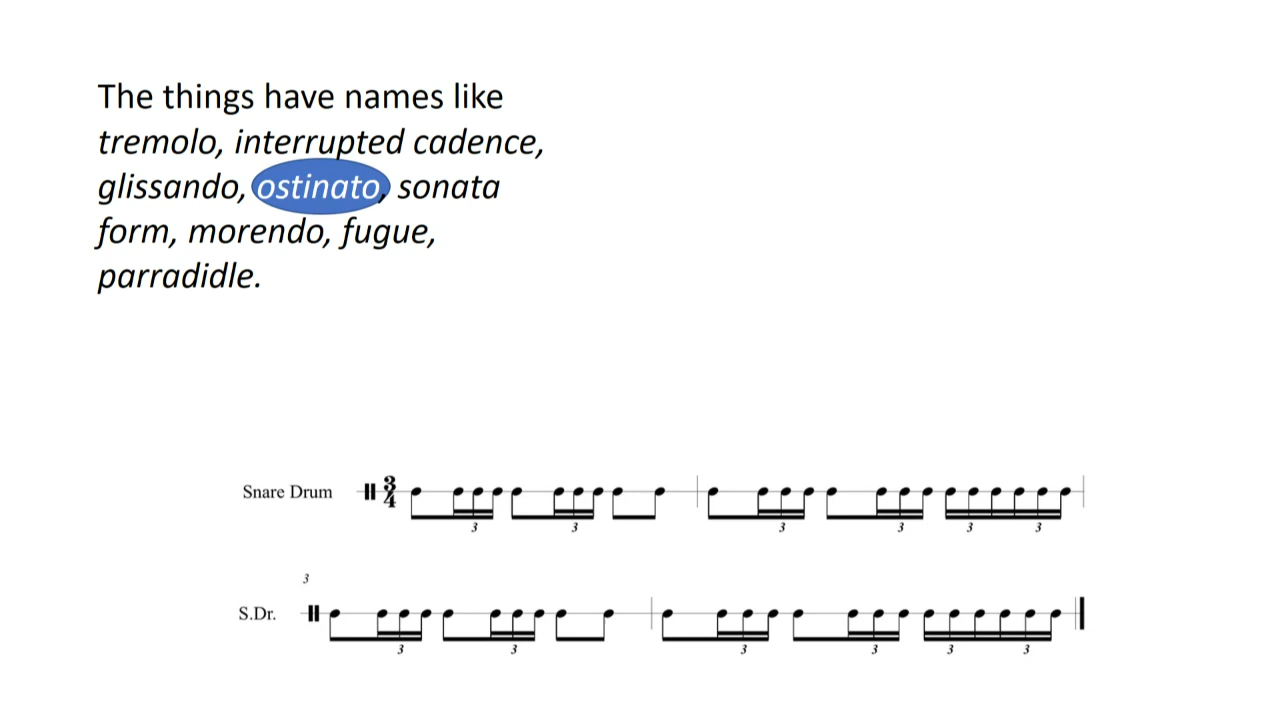 The things have names like
tremolo, interrupted cadence,
glissando, ostinato, sonata
form, morendo, fugue,
parradidle.
Snare Drum 3 4
3 3 3 3 3 3
3
S.Dr.
3 3 3 3 3 3